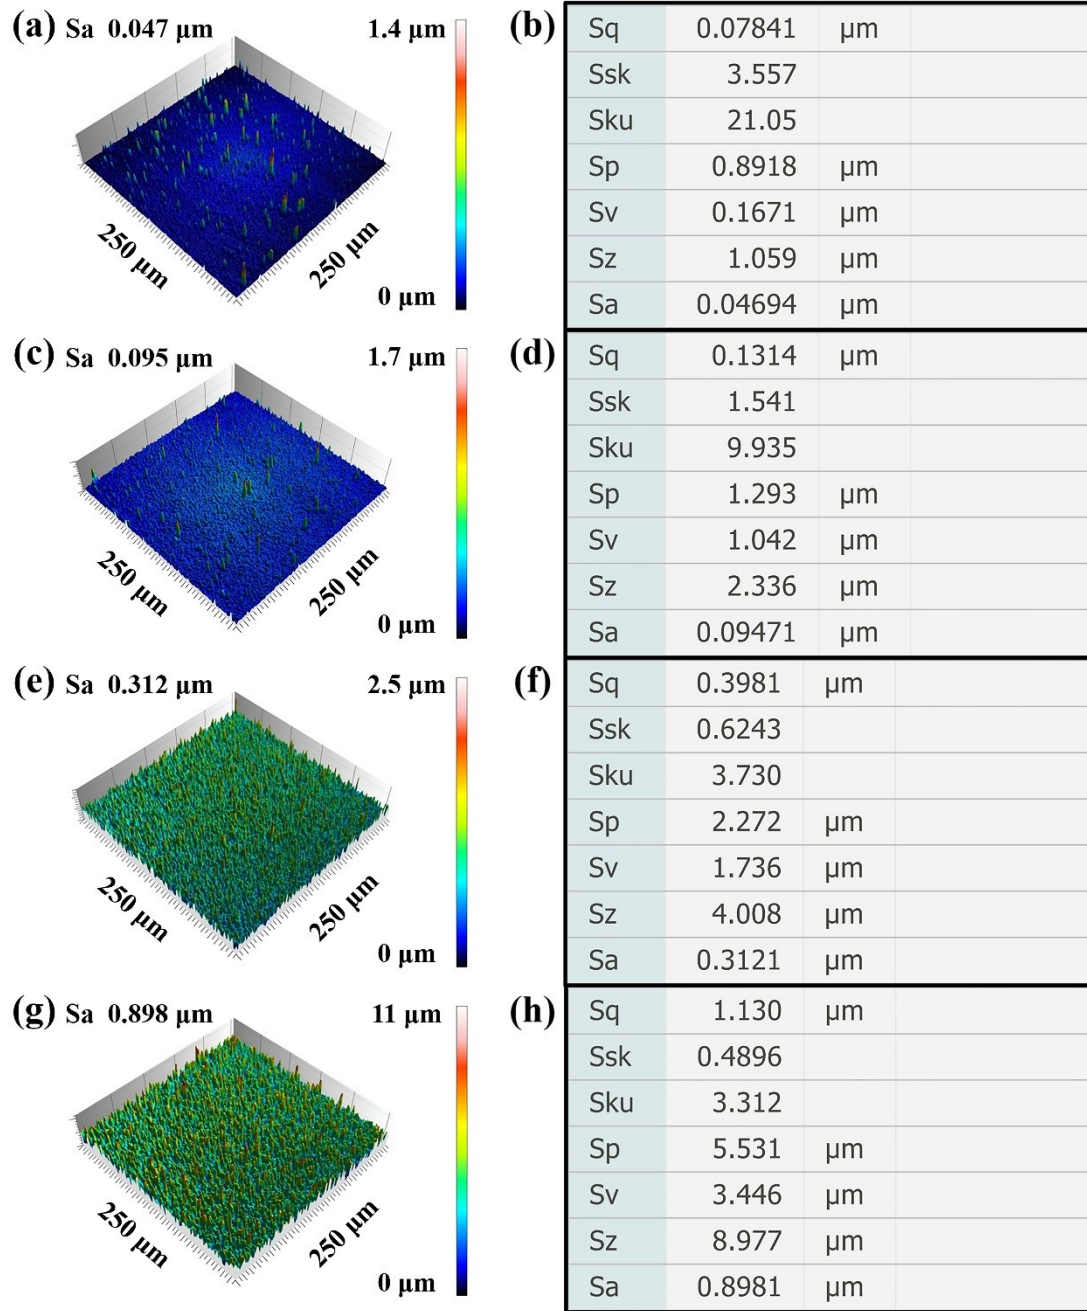 (a) Sa 0.047 µm 1.4 µm
250 µm 250 µm
0 µm
(b)
Sq 0.07841 µm
Ssk 3.557
Sku 21.05
Sp 0.8918 µm
Sv 0.1671 µm
Sz 1.059 µm
Sa 0.04694 µm
(c) Sa 0.095 µm 1.7 µm
250 µm 250 µm
0 µm
(d)
Sq 0.1314 µm
Ssk 1.541
Sku 9.935
Sp 1.293 µm
Sv 1.042 µm
Sz 2.336 µm
Sa 0.09471 µm
(e) Sa 0.312 µm 2.5 µm
250 µm 250 µm
0 µm
(f)
Sq 0.3981 µm
Ssk 0.6243
Sku 3.730
Sp 2.272 µm
Sv 1.736 µm
Sz 4.008 µm
Sa 0.3121 µm
(g) Sa 0.898 µm 11 µm
250 µm 250 µm
0 µm
(h)
Sq 1.130 µm
Ssk 0.4896
Sku 3.312
Sp 5.531 µm
Sv 3.446 µm
Sz 8.977 µm
Sa 0.8981 µm